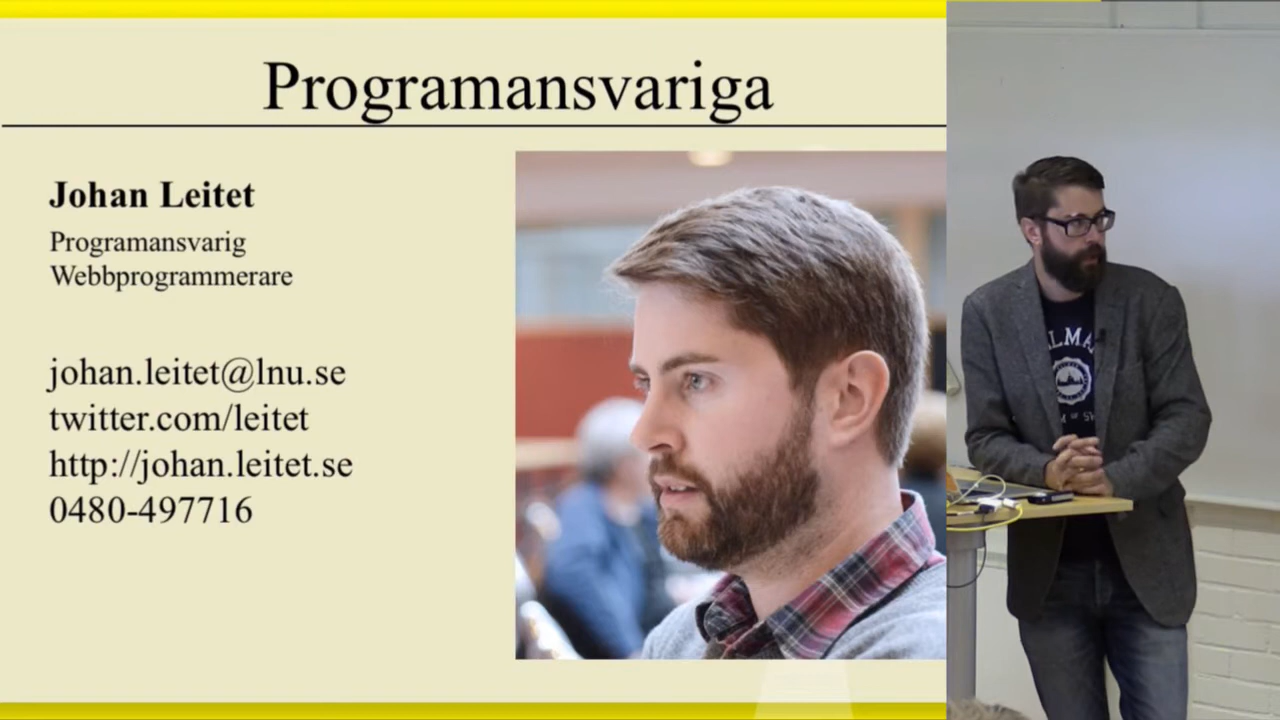 Programansvariga
Johan Leitet
Programansvarig
Webbprogrammerare
johan.leitet@lnu.se
twitter.com/leitet
http://johan.leitet.se
0480-497716